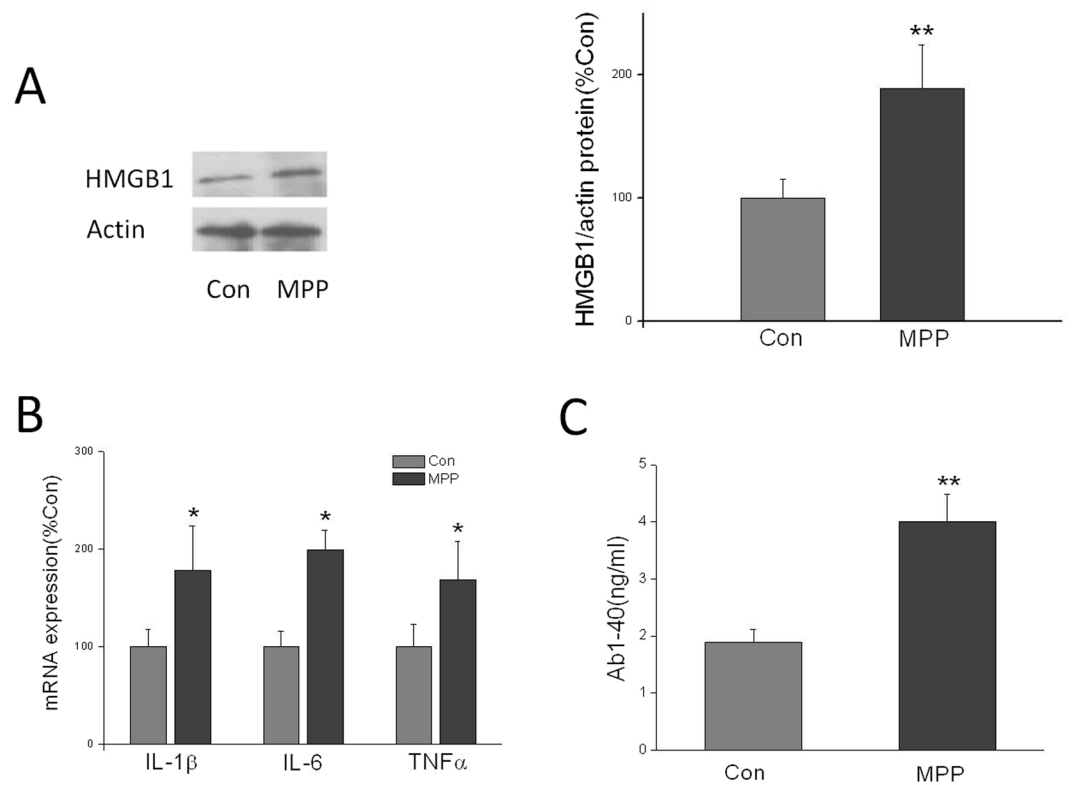 A
HMGB1
Actin
Con MPP
HMGB1/actin protein(%Con)
200
100
0
**
Con MPP
B
mRNA expression(%Con)
300
200
100
0
Con
MPP
* * *
IL-1β IL-6 TNFα
C
Ab1-40(ng/ml)
5
4
3
2
1
0
**
Con MPP